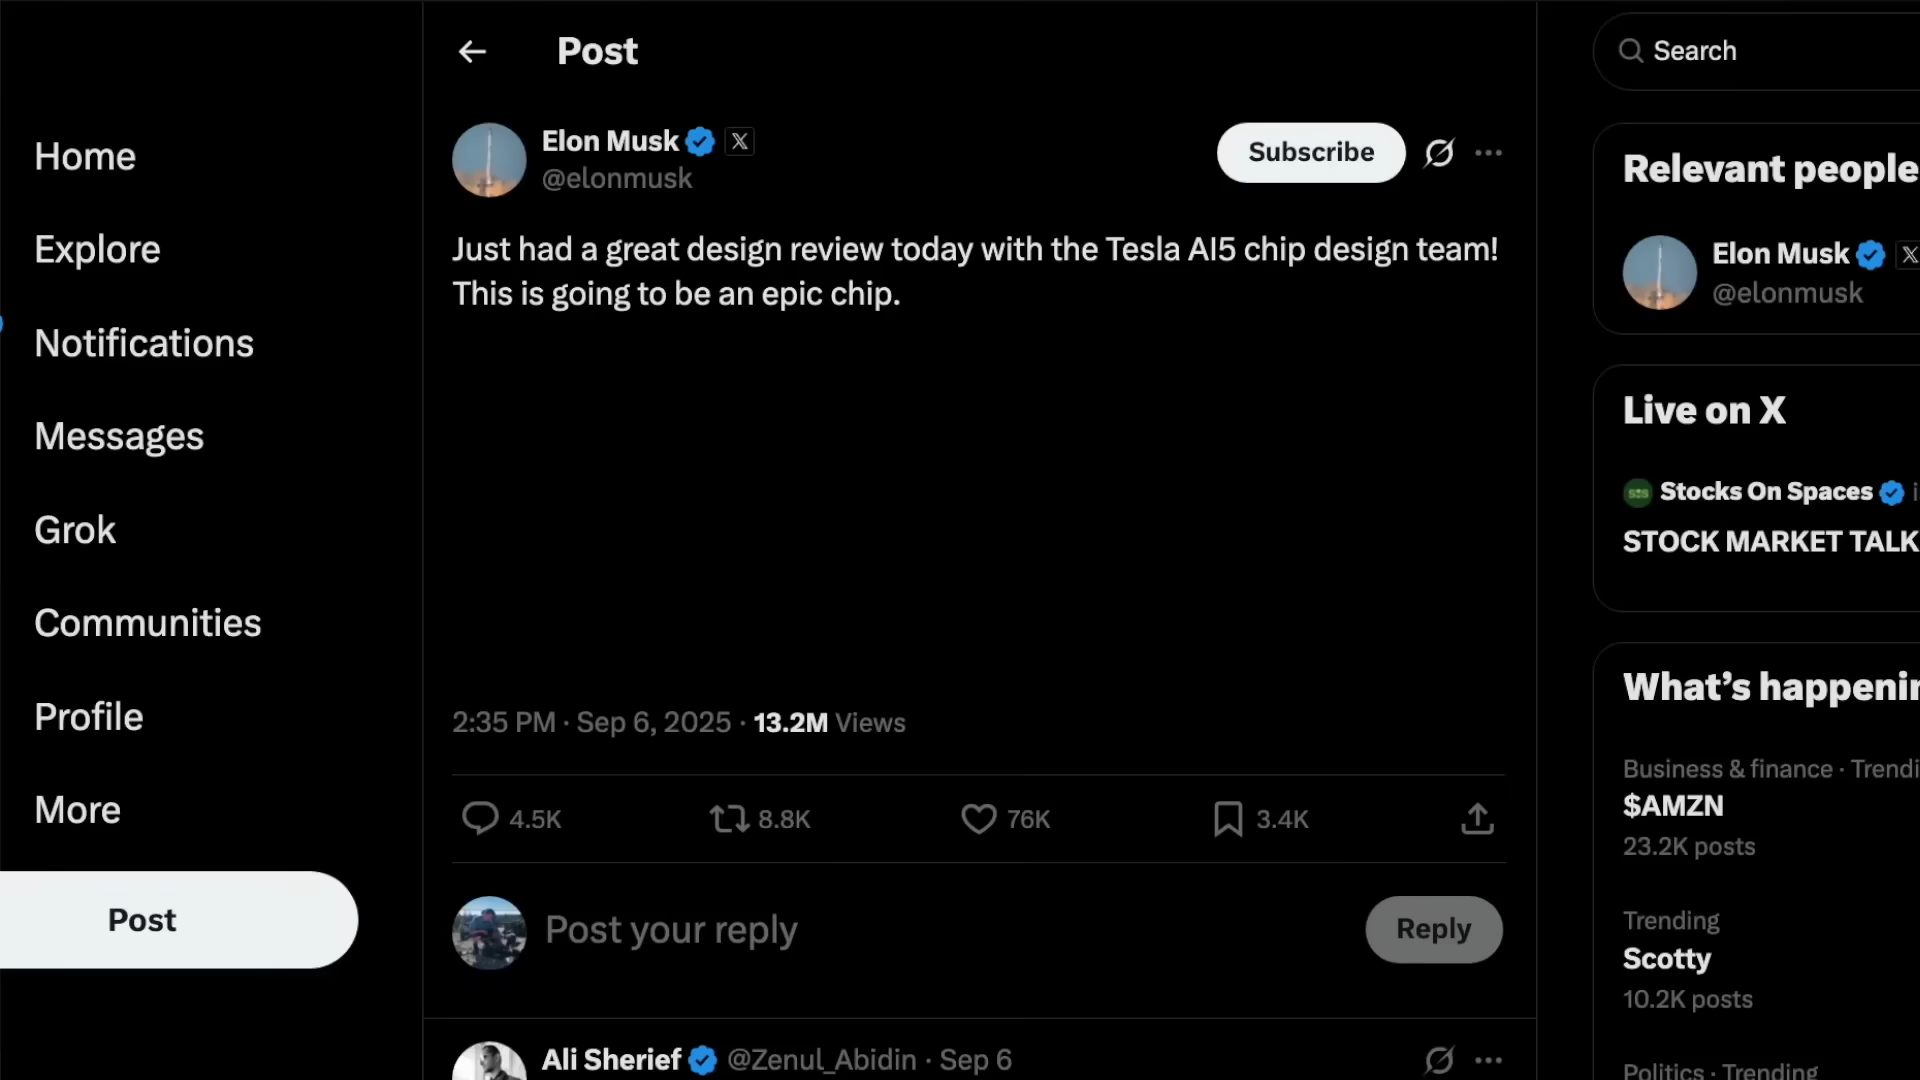 Home
Explore
Notifications
Messages
Grok
Communities
Profile
More
Post
Post
Elon Musk
@elonmusk
Subscribe
Just had a great design review today with the Tesla AI5 chip design team!
This is going to be an epic chip.
2:35 PM · Sep 6, 2025 · 13.2M Views
4.5K 8.8K 76K 3.4K
Post your reply
Reply
Ali Sherief @Zenul_Abidin · Sep 6
Search
Relevant people
Elon Musk
@elonmusk
Live on X
Stocks On Spaces
STOCK MARKET TALK
What's happenin
Business & finance · Trendi
$AMZN
23.2K posts
Trending
Scotty
10.2K posts
Politics · Trending